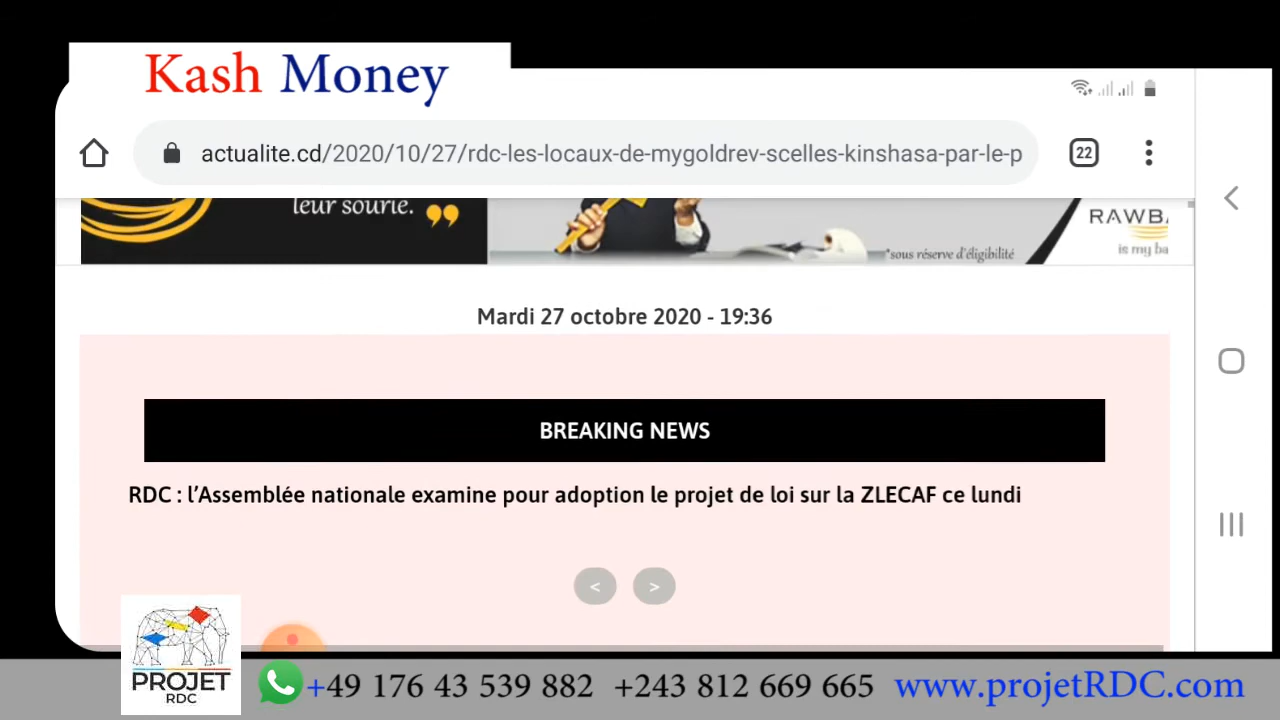 Kash Money
actualite.cd/2020/10/27/rdc-les-locaux-de-mygoldrev-scelles-kinshasa-par-le-p
22
leur sourie.
*sous réserve d'éligibilité
RAWBA
is my ba
Mardi 27 octobre 2020 - 19:36
BREAKING NEWS
RDC : l'Assemblée nationale examine pour adoption le projet de loi sur la ZLECAF ce lundi
< >
PROJET
RDC
+49 176 43 539 882 +243 812 669 665 www.projetRDC.com